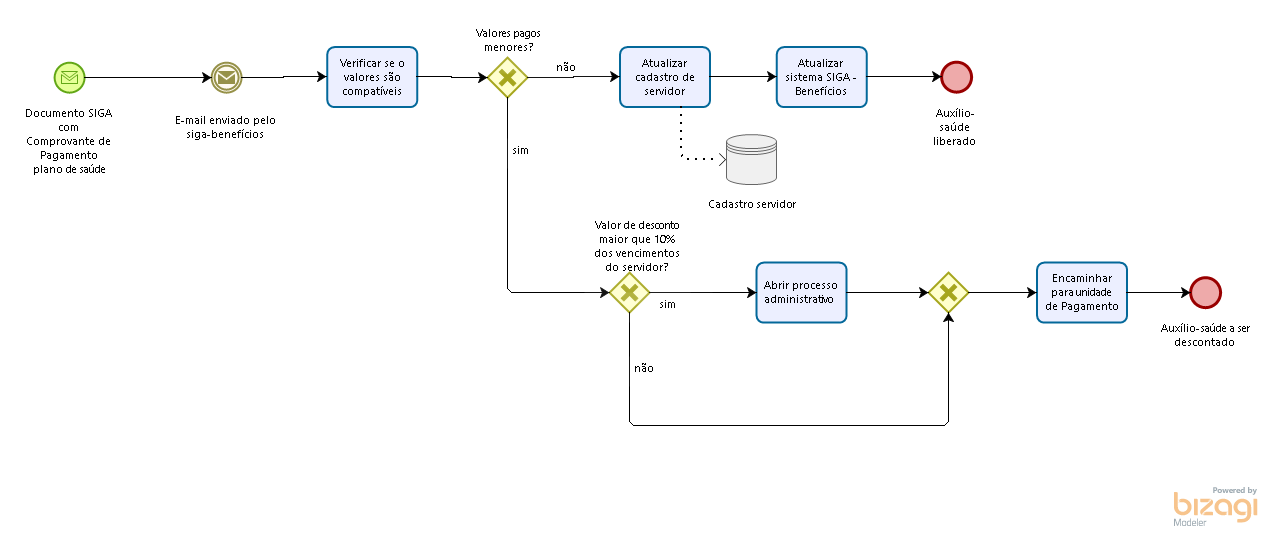 Documento SIGA
com
Comprovante de
Pagamento
plano de saúde
E-mail enviado pelo
siga-benefícios
Verificar se o
valores são
compatíveis
Valores pagos
menores?
não
sim
Atualizar
cadastro de
servidor
Atualizar
sistema SIGA -
Benefícios
Auxílio-
saúde
liberado
Cadastro servidor
Valor de desconto
maior que 10%
dos vencimentos
do servidor?
sim
não
Abrir processo
administrativo
Encaminhar
para unidade
de Pagamento
Auxílio-saúde a ser
descontado
Powered by
bizagi
Modeler